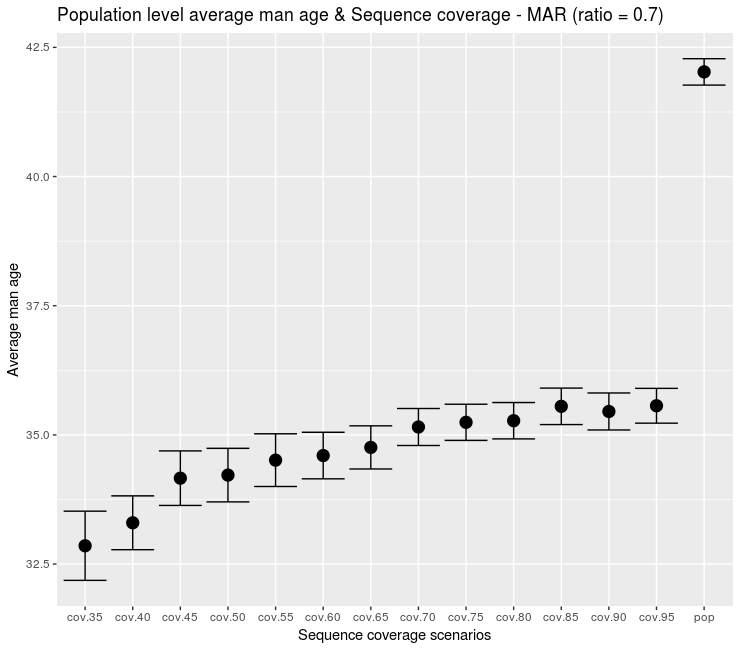 Population level average man age & Sequence coverage - MAR (ratio = 0.7)
42.5
40.0
37.5
35.0
32.5
Average man age
cov.35 cov.40 cov.45 cov.50 cov.55 cov.60 cov.65 cov.70 cov.75 cov.80 cov.85 cov.90 cov.95 pop
Sequence coverage scenarios